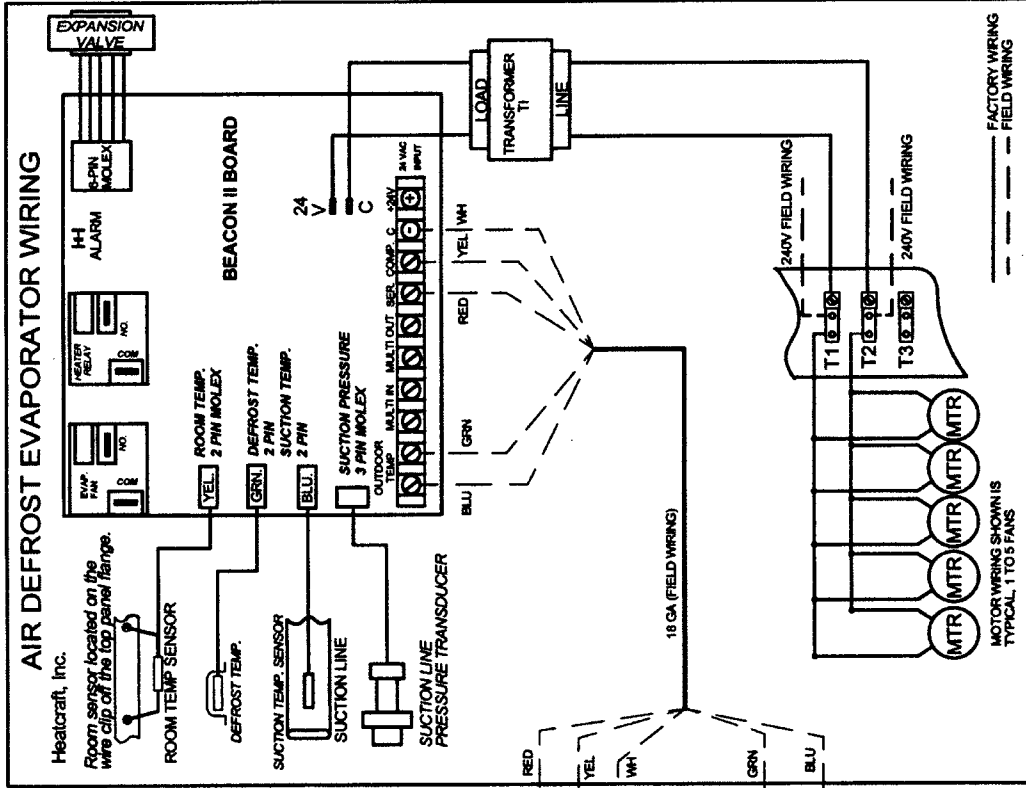 AIR DEFROST EVAPORATOR WIRING
Heatcraft, Inc.
Room sensor located on the
wire clip off the top panel flange.
ROOM TEMP SENSOR
DEFROST TEMP.
SUCTION TEMP. SENSOR
SUCTION LINE
SUCTION LINE
PRESSURE TRANSDUCER
EVAP.
FAN
NO.
COM
HEATER
RELAY
NO.
COM
ALARM
6-PIN
MOLEX
EXPANSION
VALVE
BEACON II BOARD
YEL.
ROOM TEMP.
2 PIN MOLEX
GRN.
DEFROST TEMP.
2 PIN
BLU.
SUCTION TEMP.
2 PIN
SUCTION PRESSURE
3 PIN MOLEX
24
V
C
OUTDOOR
TEMP
MULTI IN
MULTI OUT
SER.
COMP.
C
+24V
24 VAC
INPUT
BLU
GRN
RED
YEL
WH
LOAD
TRANSFORMER
TI
LINE
18 GA (FIELD WIRING)
RED
YEL
WH
GRN
BLU
240V FIELD WIRING
240V FIELD WIRING
T1
T2
T3
MTR
MTR
MTR
MTR
MTR
MOTOR WIRING SHOWN IS
TYPICAL, 1 TO 5 FANS
FACTORY WIRING
FIELD WIRING